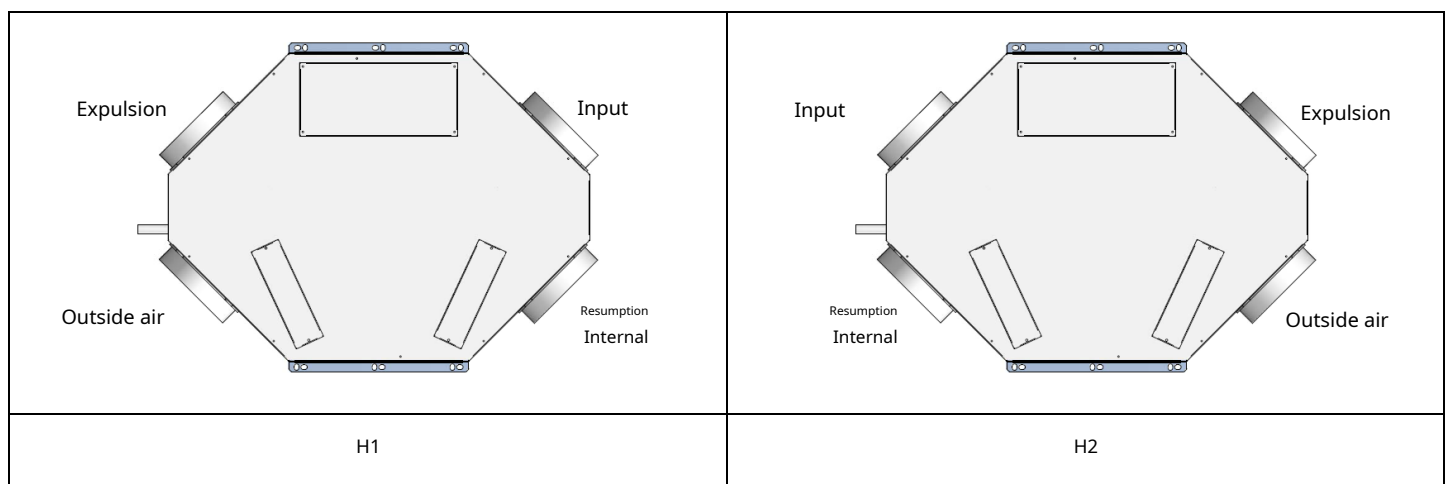 Expulsion
Input
Outside air
Resumption
Internal
Input
Expulsion
Resumption
Internal
Outside air
H1
H2